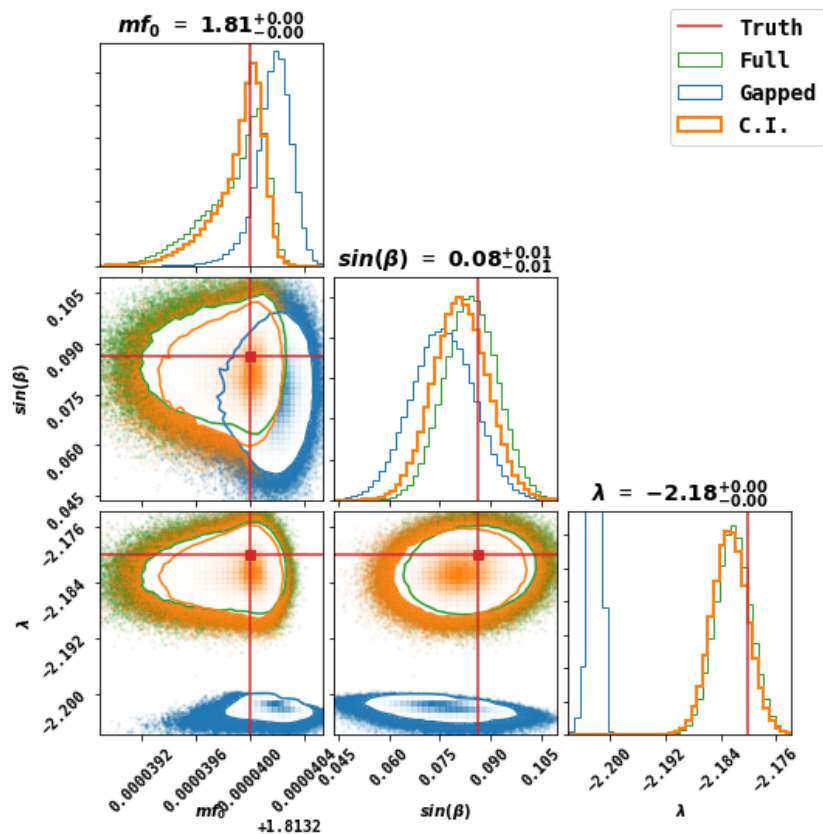 mf₀ = 1.81+0.00 −0.00
Truth
Full
Gapped
C.I.
sin(β) = 0.08+0.01 −0.01
0.105
0.090
0.075
0.060
0.045
sin(β)
λ = −2.18+0.00 −0.00
−2.176
−2.184
−2.192
−2.200
λ
0.0000392
0.0000396
0.0000400
0.0000404
mf₀
+1.8132
0.045
0.060
0.075
0.090
0.105
sin(β)
−2.200
−2.192
−2.184
−2.176
λ